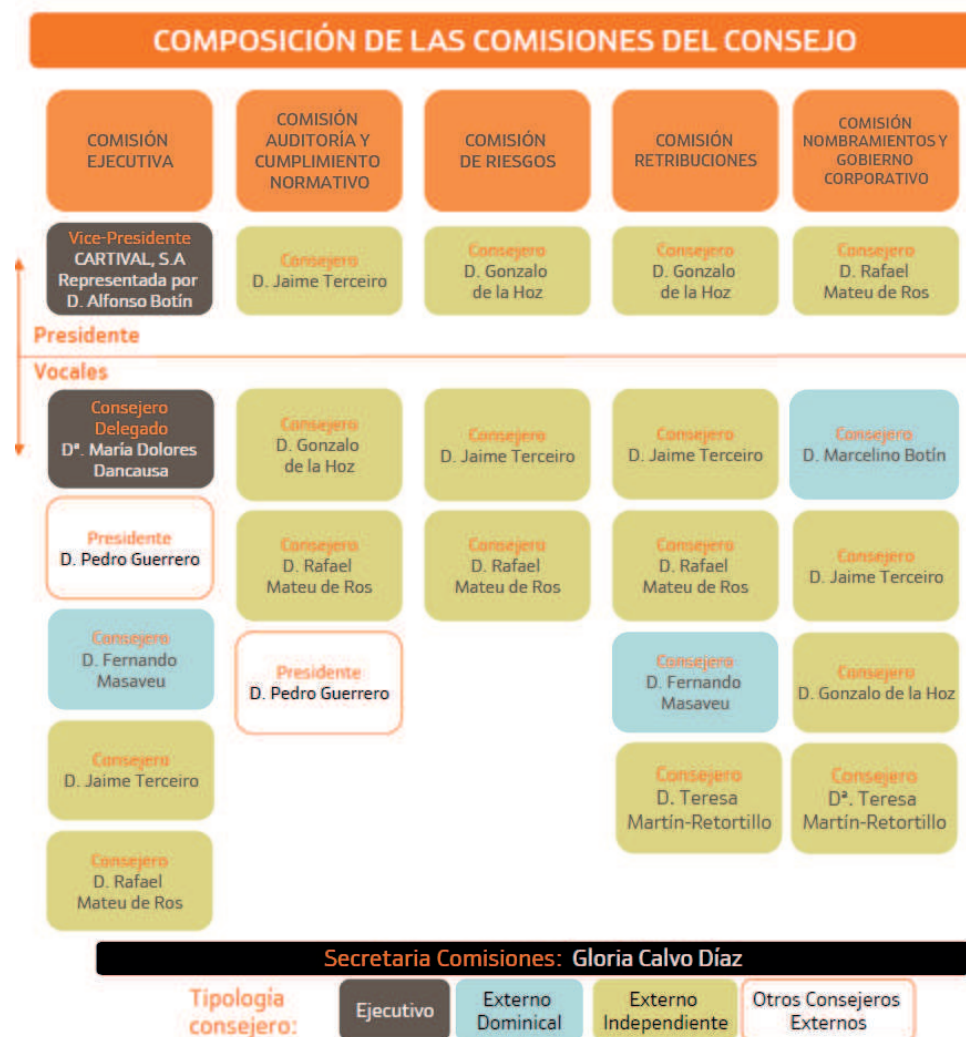 COMPOSICIÓN DE LAS COMISIONES DEL CONSEJO
COMISIÓN
EJECUTIVA
COMISIÓN
AUDITORÍA Y
CUMPLIMIENTO
NORMATIVO
COMISIÓN
DE RIESGOS
COMISIÓN
RETRIBUCIONES
COMISIÓN
NOMBRAMIENTOS Y
GOBIERNO
CORPORATIVO
Vice-Presidente
CARTIVAL, S.A
Representada por
D. Alfonso Botín
Consejero
D. Jaime Terceiro
Consejero
D. Gonzalo
de la Hoz
Consejero
D. Gonzalo
de la Hoz
Consejero
D. Rafael
Mateu de Ros
Presidente
Vocales
Consejero
Delegado
Dª. María Dolores
Dancausa
Presidente
D. Pedro Guerrero
Consejero
D. Fernando
Masaveu
Consejero
D. Jaime Terceiro
Consejero
D. Rafael
Mateu de Ros
Consejero
D. Gonzalo
de la Hoz
Consejero
D. Rafael
Mateu de Ros
Presidente
D. Pedro Guerrero
Consejero
D. Jaime Terceiro
Consejero
D. Rafael
Mateu de Ros
Consejero
D. Jaime Terceiro
Consejero
D. Rafael
Mateu de Ros
Consejero
D. Fernando
Masaveu
Consejero
D. Teresa
Martín-Retortillo
Consejero
D. Marcelino Botín
Consejero
D. Jaime Terceiro
Consejero
D. Gonzalo de la Hoz
Consejero
Dª. Teresa
Martín-Retortillo
Secretaria Comisiones: Gloria Calvo Díaz
Tipología
consejero:
Ejecutivo
Externo
Dominical
Externo
Independiente
Otros Consejeros
Externos